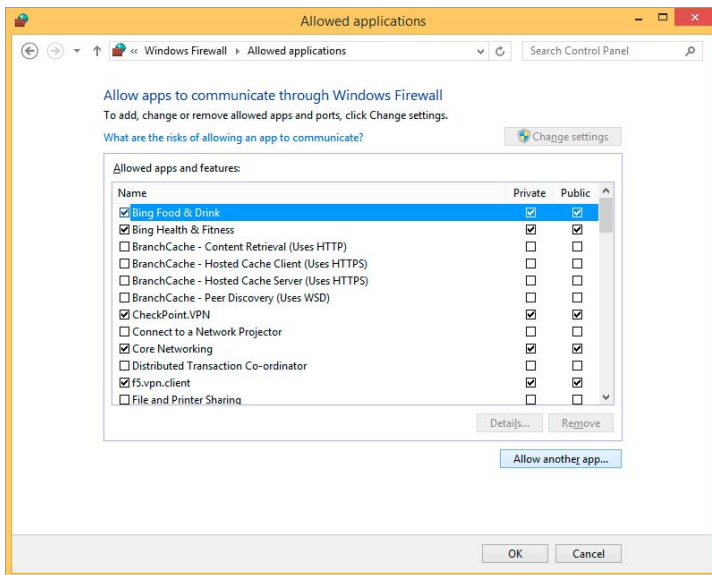 Allowed applications
« Windows Firewall ▸ Allowed applications
Search Control Panel
Allow apps to communicate through Windows Firewall
To add, change or remove allowed apps and ports, click Change settings.
What are the risks of allowing an app to communicate?
Change settings
Allowed apps and features:
Name Private Public
Bing Food & Drink
Bing Health & Fitness
BranchCache - Content Retrieval (Uses HTTP)
BranchCache - Hosted Cache Client (Uses HTTPS)
BranchCache - Hosted Cache Server (Uses HTTPS)
BranchCache - Peer Discovery (Uses WSD)
CheckPoint.VPN
Connect to a Network Projector
Core Networking
Distributed Transaction Co-ordinator
f5.vpn.client
File and Printer Sharing
Details... Remove
Allow another app...
OK Cancel